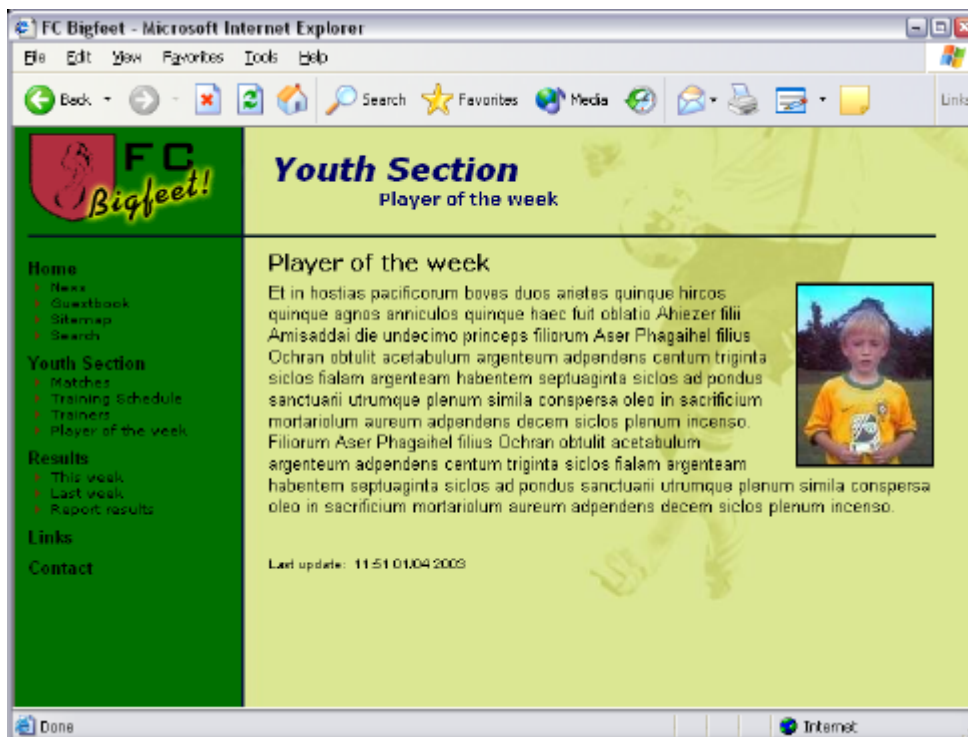 FC Bigfeet - Microsoft Internet Explorer
File Edit View Favorites Tools Help
Back Search Favorites Media Links
FC
Bigfeet!
Youth Section
Player of the week
Home
News
Guestbook
Sitemap
Search
Youth Section
Matches
Training Schedule
Trainers
Player of the week
Results
This week
Last week
Report results
Links
Contact
Player of the week
Et in hostias pacificorum boves duos arietes quinque hircos
quinque agnos anniculos quinque haec fuit oblatio Ahiezer filii
Amisaddai die undecimo princeps filiorum Aser Phagaihel filius
Ochran obtulit acetabulum argenteum adpendens centum triginta
siclos fialam argenteam habentem septuaginta siclos ad pondus
sanctuarii utrumque plenum simila conspersa oleo in sacrificium
mortariolum aureum adpendens decem siclos plenum incenso.
Filiorum Aser Phagaihel filius Ochran obtulit acetabulum
argenteum adpendens centum triginta siclos fialam argenteam
habentem septuaginta siclos ad pondus sanctuarii utrumque plenum simila conspersa
oleo in sacrificium mortariolum aureum adpendens decem siclos plenum incenso.
Last update: 11:51 01/04 2003
Done Internet